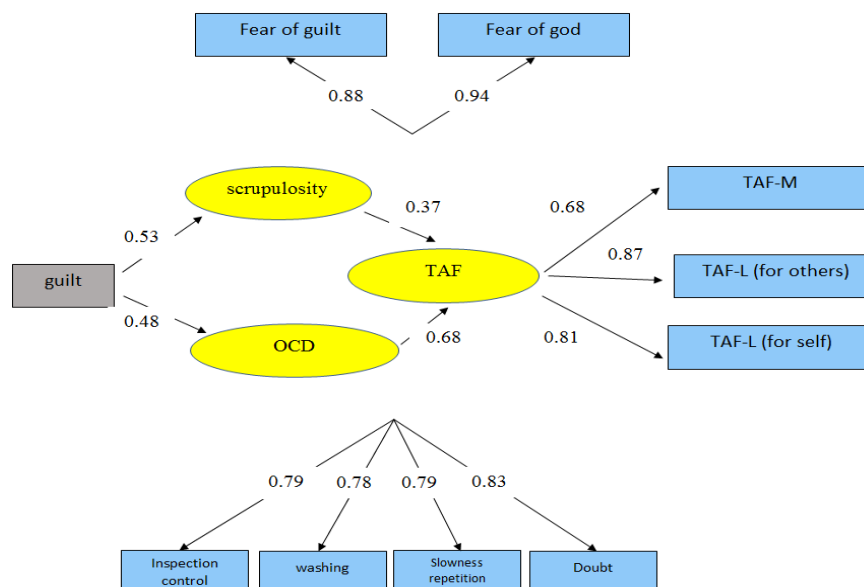 Fear of guilt
Fear of god
0.88
0.94
scrupulosity
0.37
0.68
TAF-M
0.53
0.87
guilt
TAF
TAF-L (for others)
0.48
OCD
0.68
0.81
TAF-L (for self)
0.79
0.78
0.79
0.83
Inspection
control
washing
Slowness
repetition
Doubt